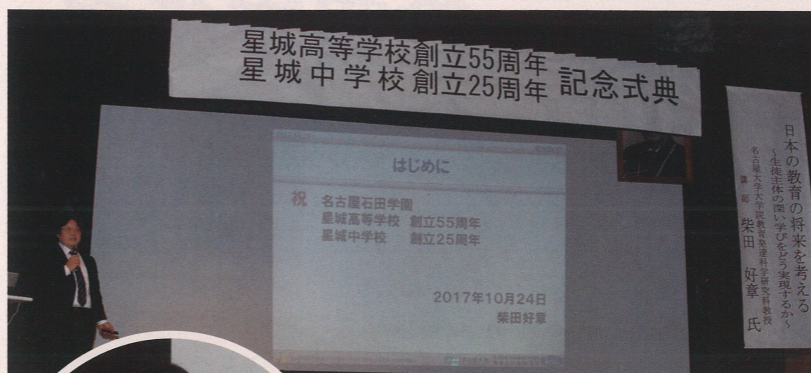 星城高等学校創立55周年
星城中学校創立25周年
記念式典
はじめに
祝 名古屋石田学園
星城高等学校 創立55周年
星城中学校 創立25周年
2017年10月24日
柴田好章
日本の教育の将来を考える
～生徒主体の深い学びをどう実現するか～
名古屋大学大学院教育発達科学研究科教授
講師 柴田 好章 氏